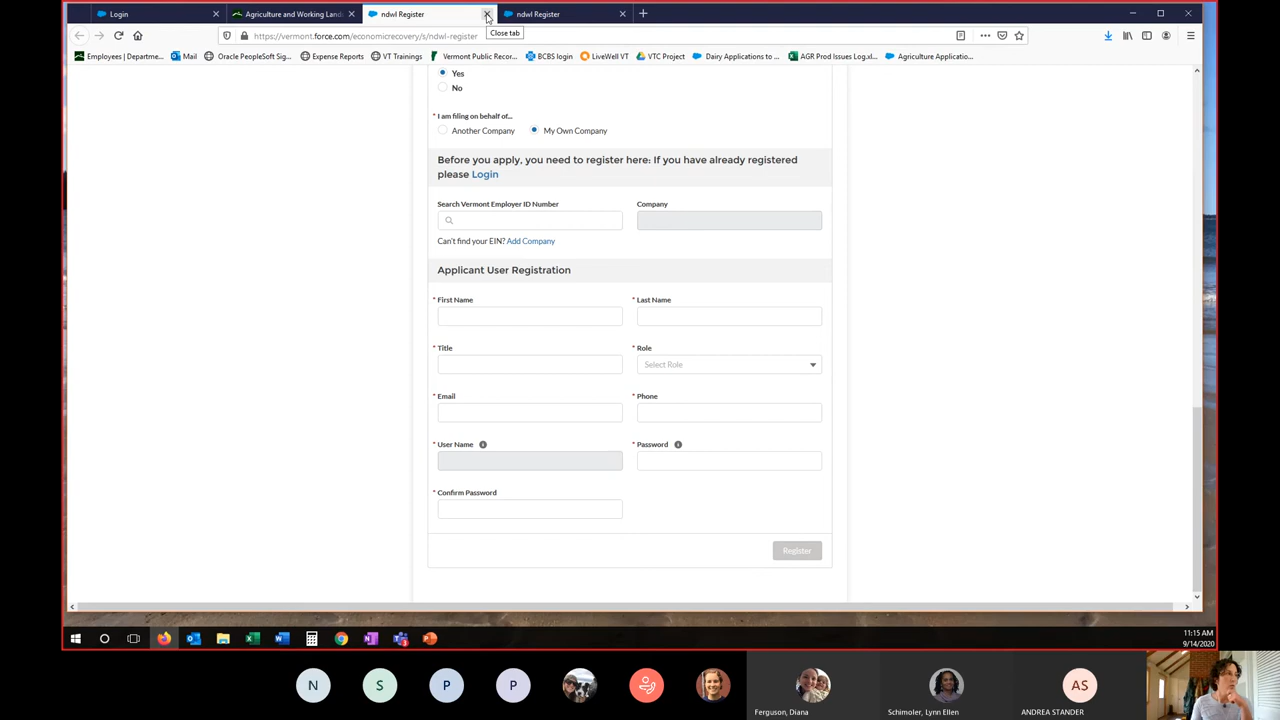 Login
Agriculture and Working Land
ndwl Register
ndwl Register
Close tab
https://vermont.force.com/economicrecovery/s/ndwl-register
Employees | Departme...
Mail
Oracle PeopleSoft Sig...
Expense Reports
VT Trainings
Vermont Public Recor...
BCBS login
LiveWell VT
VTC Project
Dairy Applications to ...
AGR Prod Issues Log.xl...
Agriculture Applicatio...
Yes
No
* I am filing on behalf of...
Another Company
My Own Company
Before you apply, you need to register here: If you have already registered
please Login
Search Vermont Employer ID Number
Company
Can't find your EIN? Add Company
Applicant User Registration
* First Name
* Last Name
* Title
* Role
Select Role
* Email
* Phone
* User Name
* Password
* Confirm Password
Register
11:15 AM
9/14/2020
N
S
P
P
AS
Ferguson, Diana
Schimoler, Lynn Ellen
ANDREA STANDER